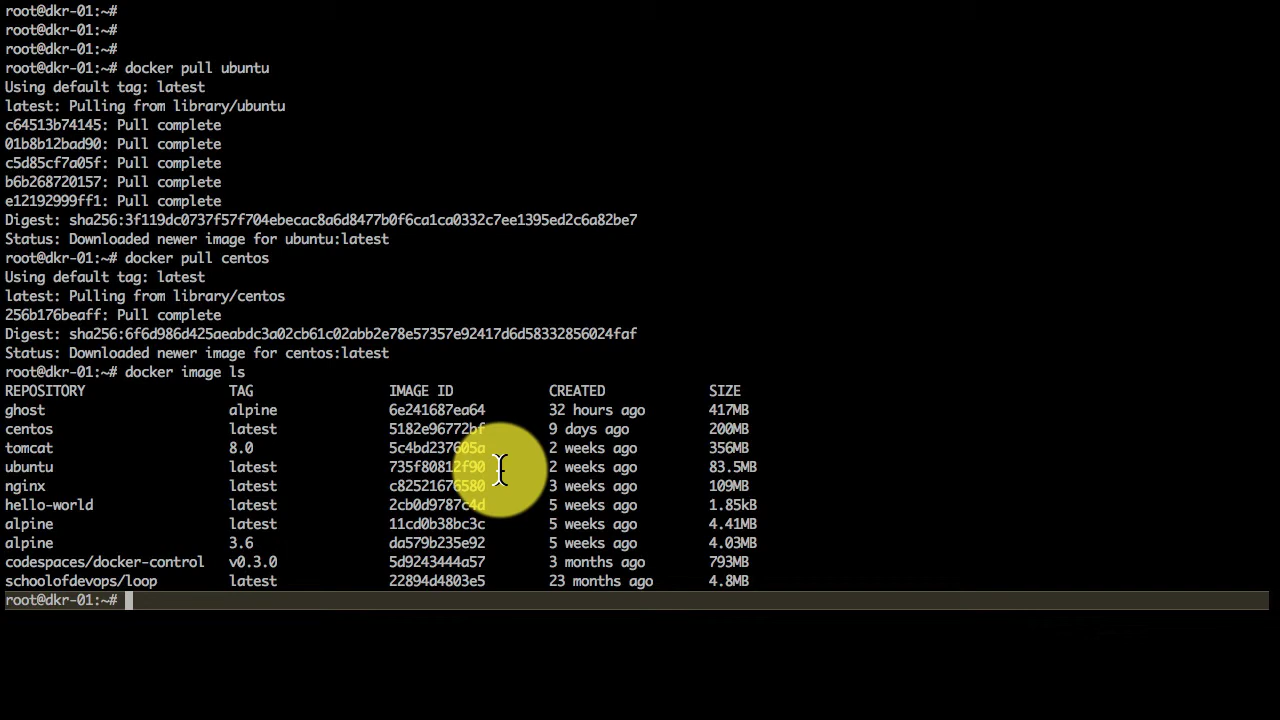 root@dkr-01:~#
root@dkr-01:~#
root@dkr-01:~#
root@dkr-01:~# docker pull ubuntu
Using default tag: latest
latest: Pulling from library/ubuntu
c64513b74145: Pull complete
01b8b12bad90: Pull complete
c5d85cf7a05f: Pull complete
b6b268720157: Pull complete
e12192999ff1: Pull complete
Digest: sha256:3f119dc0737f57f704ebecac8a6d8477b0f6ca1ca0332c7ee1395ed2c6a82be7
Status: Downloaded newer image for ubuntu:latest
root@dkr-01:~# docker pull centos
Using default tag: latest
latest: Pulling from library/centos
256b176beaff: Pull complete
Digest: sha256:6f6d986d425aeabdc3a02cb61c02abb2e78e57357e92417d6d58332856024faf
Status: Downloaded newer image for centos:latest
root@dkr-01:~# docker image ls
REPOSITORY TAG IMAGE ID CREATED SIZE
ghost alpine 6e241687ea64 32 hours ago 417MB
centos latest 5182e96772bf 9 days ago 200MB
tomcat 8.0 5c4bd237605a 2 weeks ago 356MB
ubuntu latest 735f80812f90 2 weeks ago 83.5MB
nginx latest c82521676580 3 weeks ago 109MB
hello-world latest 2cb0d9787c4d 5 weeks ago 1.85kB
alpine latest 11cd0b38bc3c 5 weeks ago 4.41MB
alpine 3.6 da579b235e92 5 weeks ago 4.03MB
codespaces/docker-control v0.3.0 5d9243444a57 3 months ago 793MB
schoolofdevops/loop latest 22894d4803e5 23 months ago 4.8MB
root@dkr-01:~#